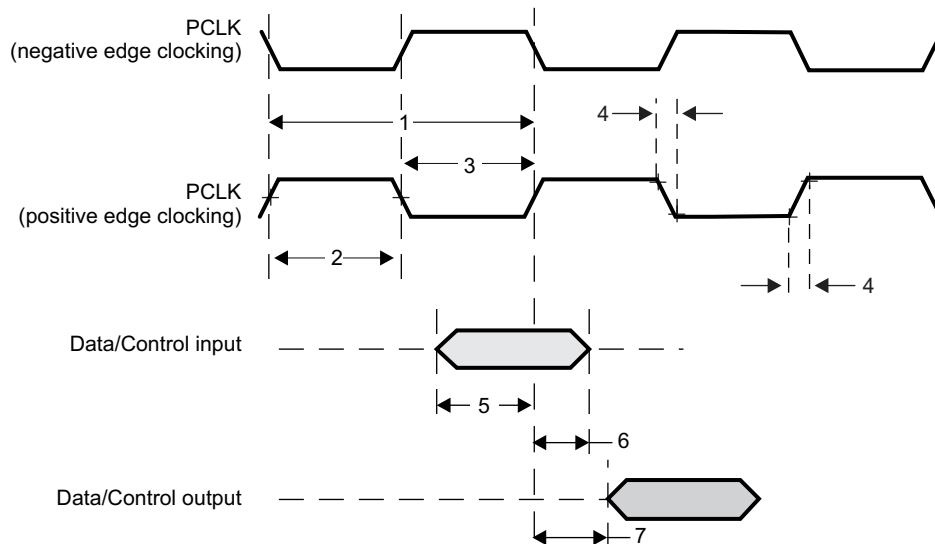 PCLK
(negative edge clocking)
1
4
3
PCLK
(positive edge clocking)
2
4
Data/Control input
5
6
Data/Control output
7